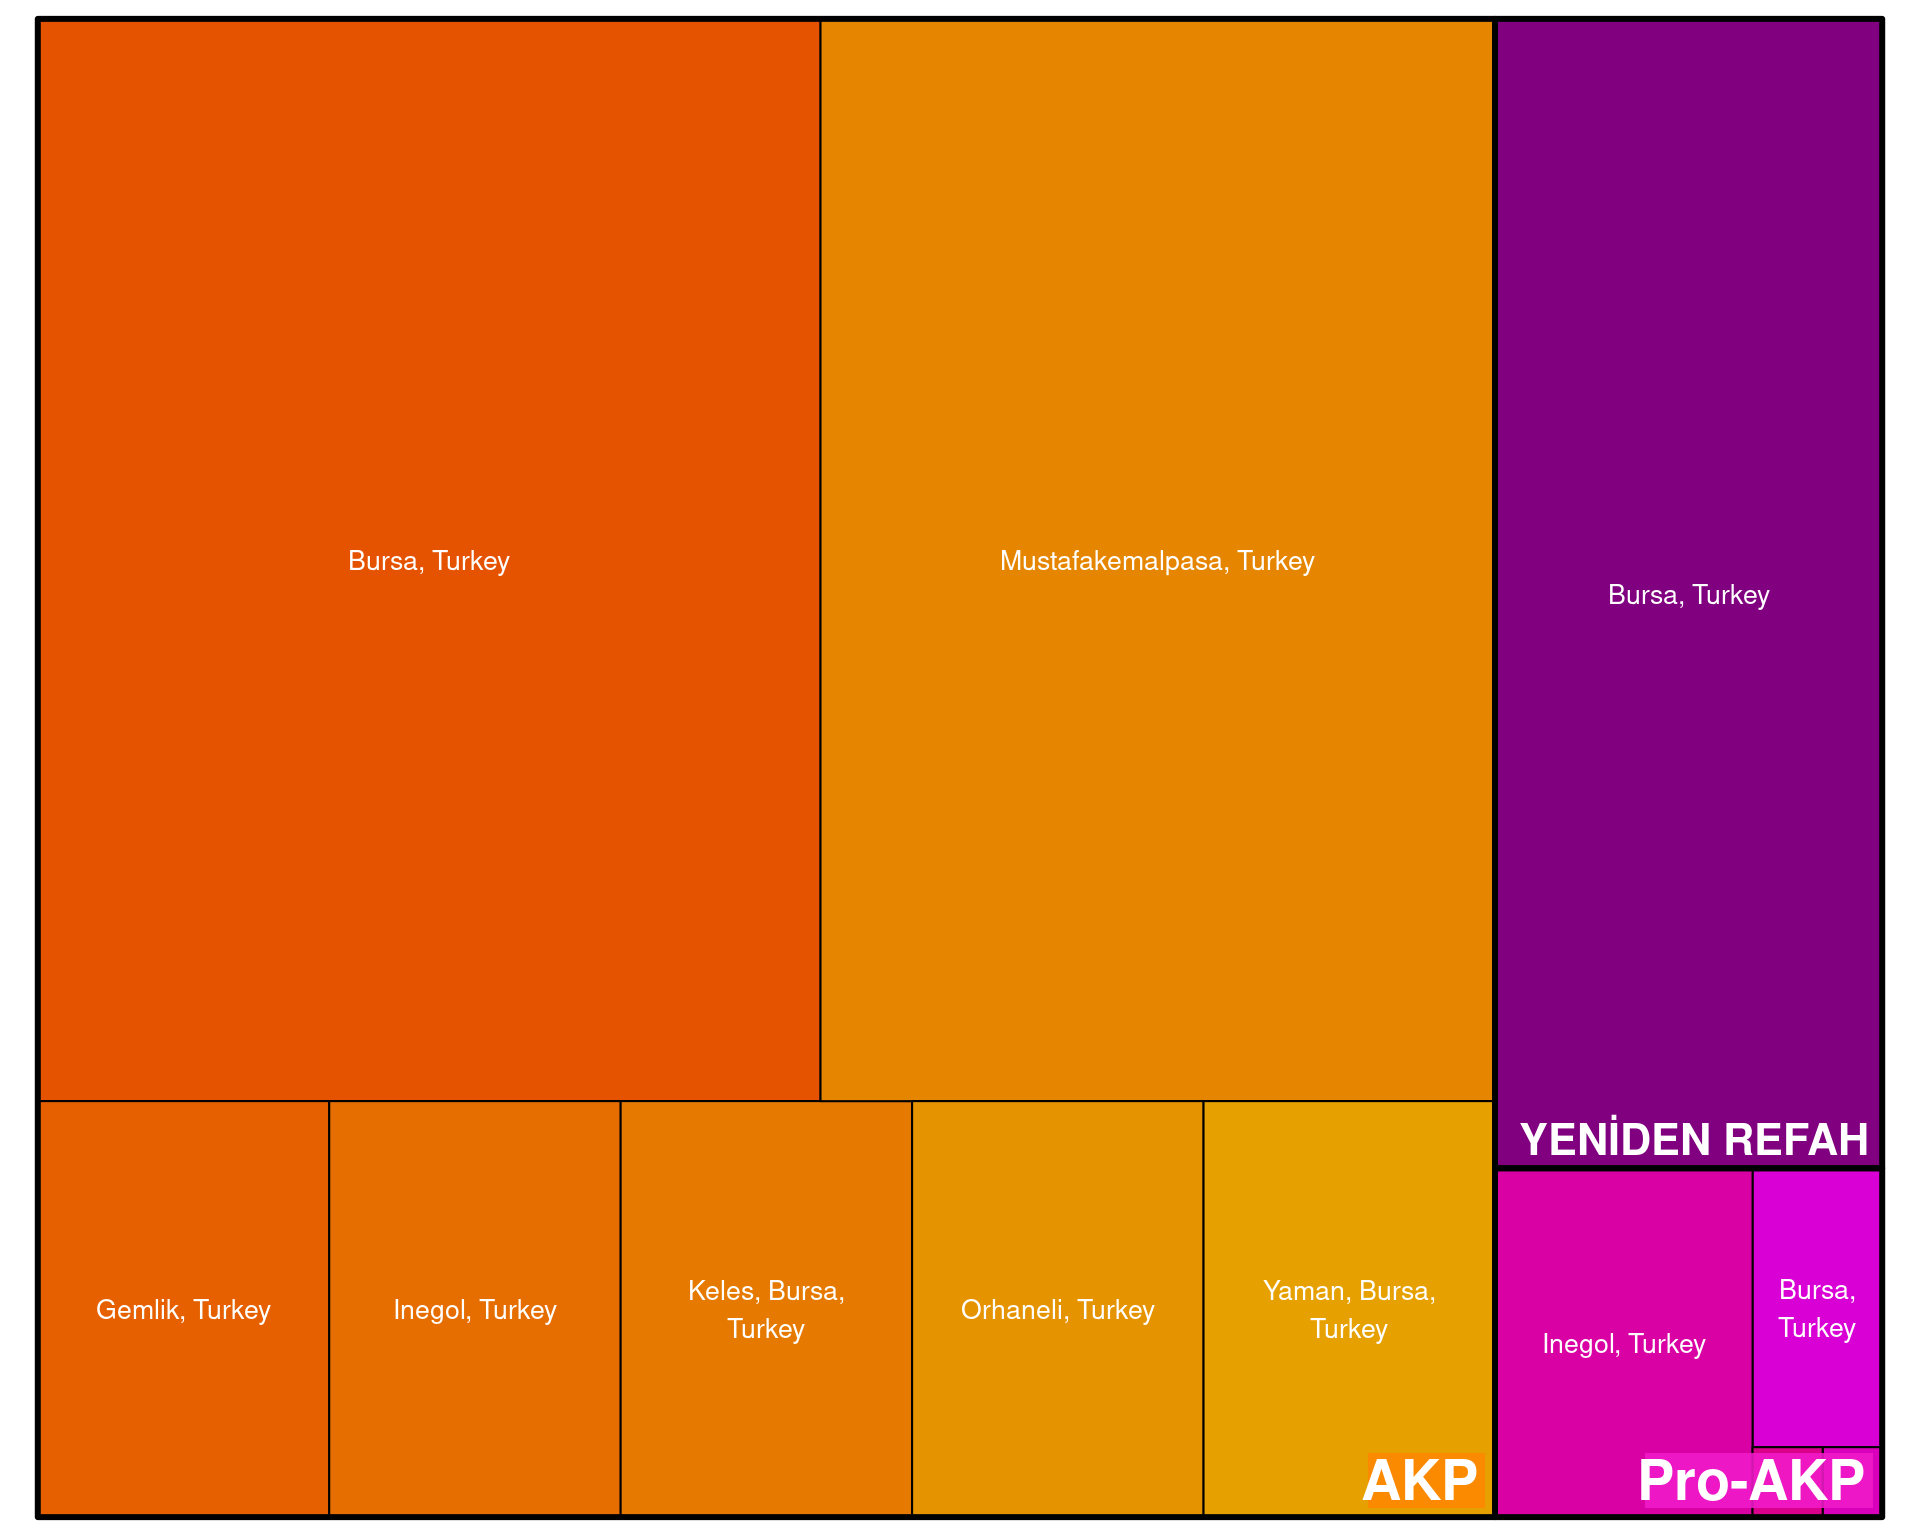 Bursa, Turkey
Mustafakemalpasa, Turkey
Bursa, Turkey
YENİDEN REFAH
Gemlik, Turkey
Inegol, Turkey
Keles, Bursa,
Turkey
Orhaneli, Turkey
Yaman, Bursa,
Turkey
AKP
Inegol, Turkey
Bursa,
Turkey
Pro-AKP